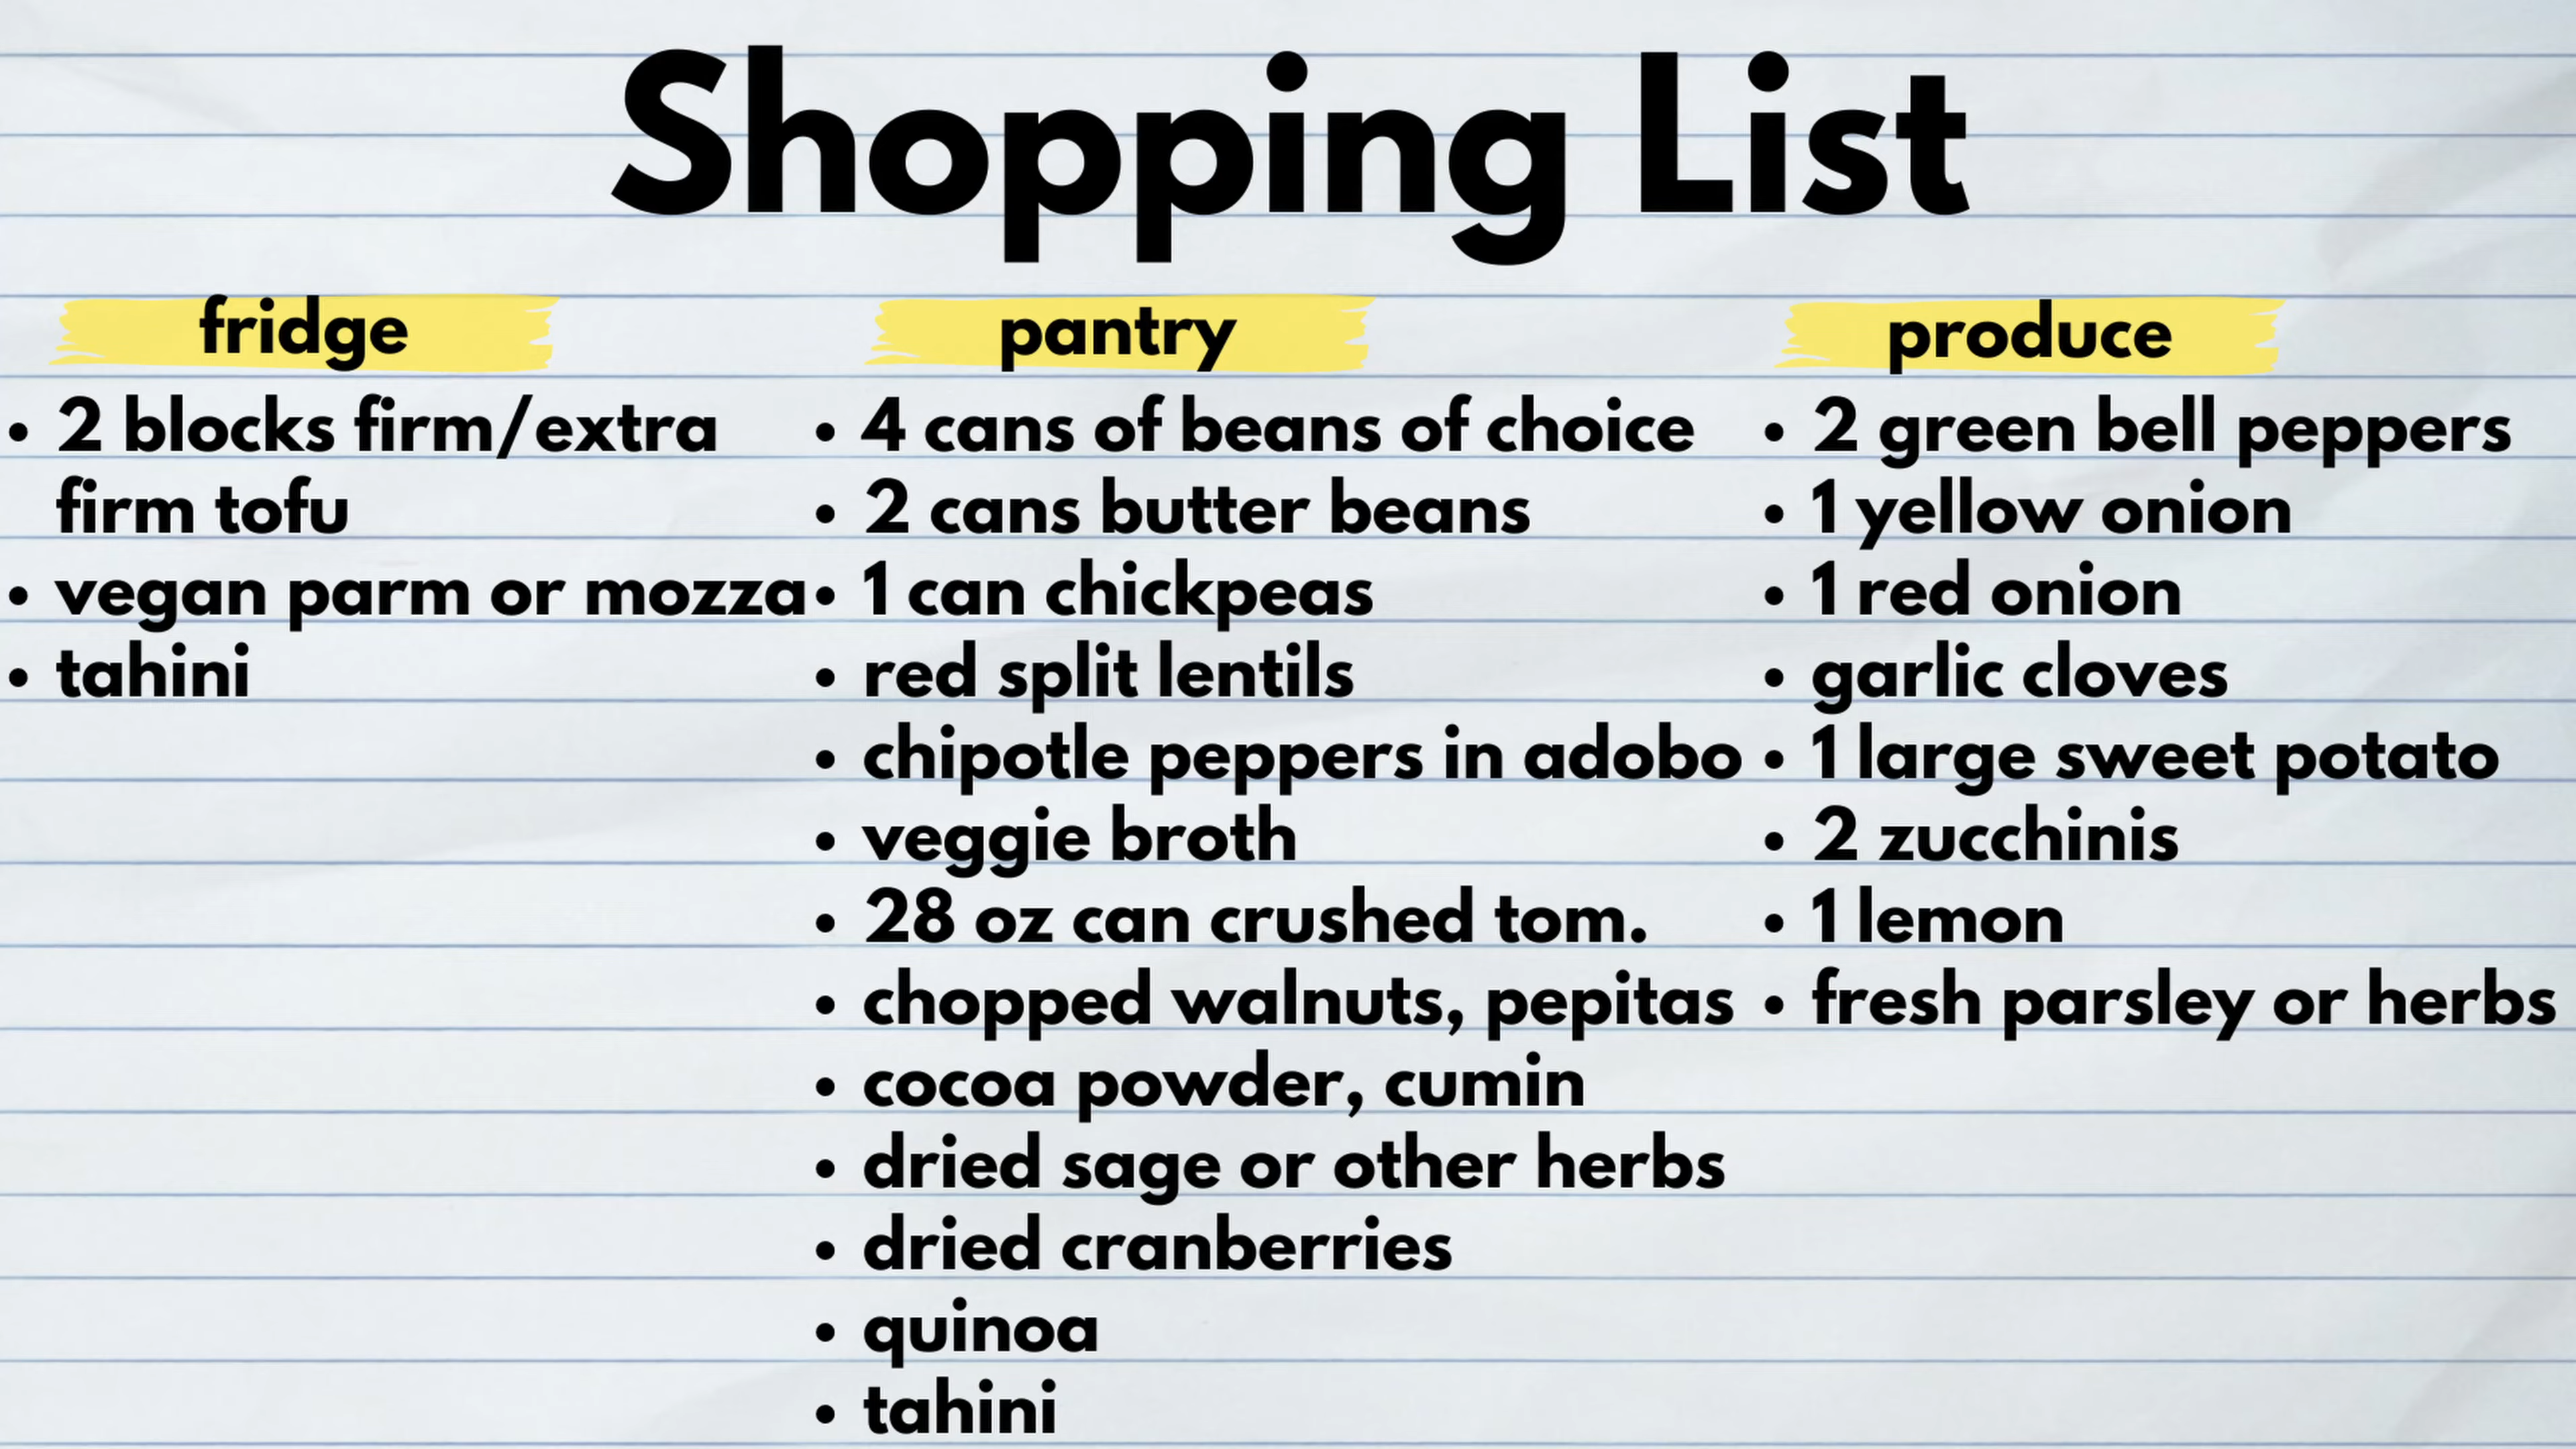 Shopping List
fridge
• 2 blocks firm/extra
firm tofu
• vegan parm or mozza
• tahini
pantry
• 4 cans of beans of choice
• 2 cans butter beans
• 1 can chickpeas
• red split lentils
• chipotle peppers in adobo
• veggie broth
• 28 oz can crushed tom.
• chopped walnuts, pepitas
• cocoa powder, cumin
• dried sage or other herbs
• dried cranberries
• quinoa
• tahini
produce
• 2 green bell peppers
• 1 yellow onion
• 1 red onion
• garlic cloves
• 1 large sweet potato
• 2 zucchinis
• 1 lemon
• fresh parsley or herbs